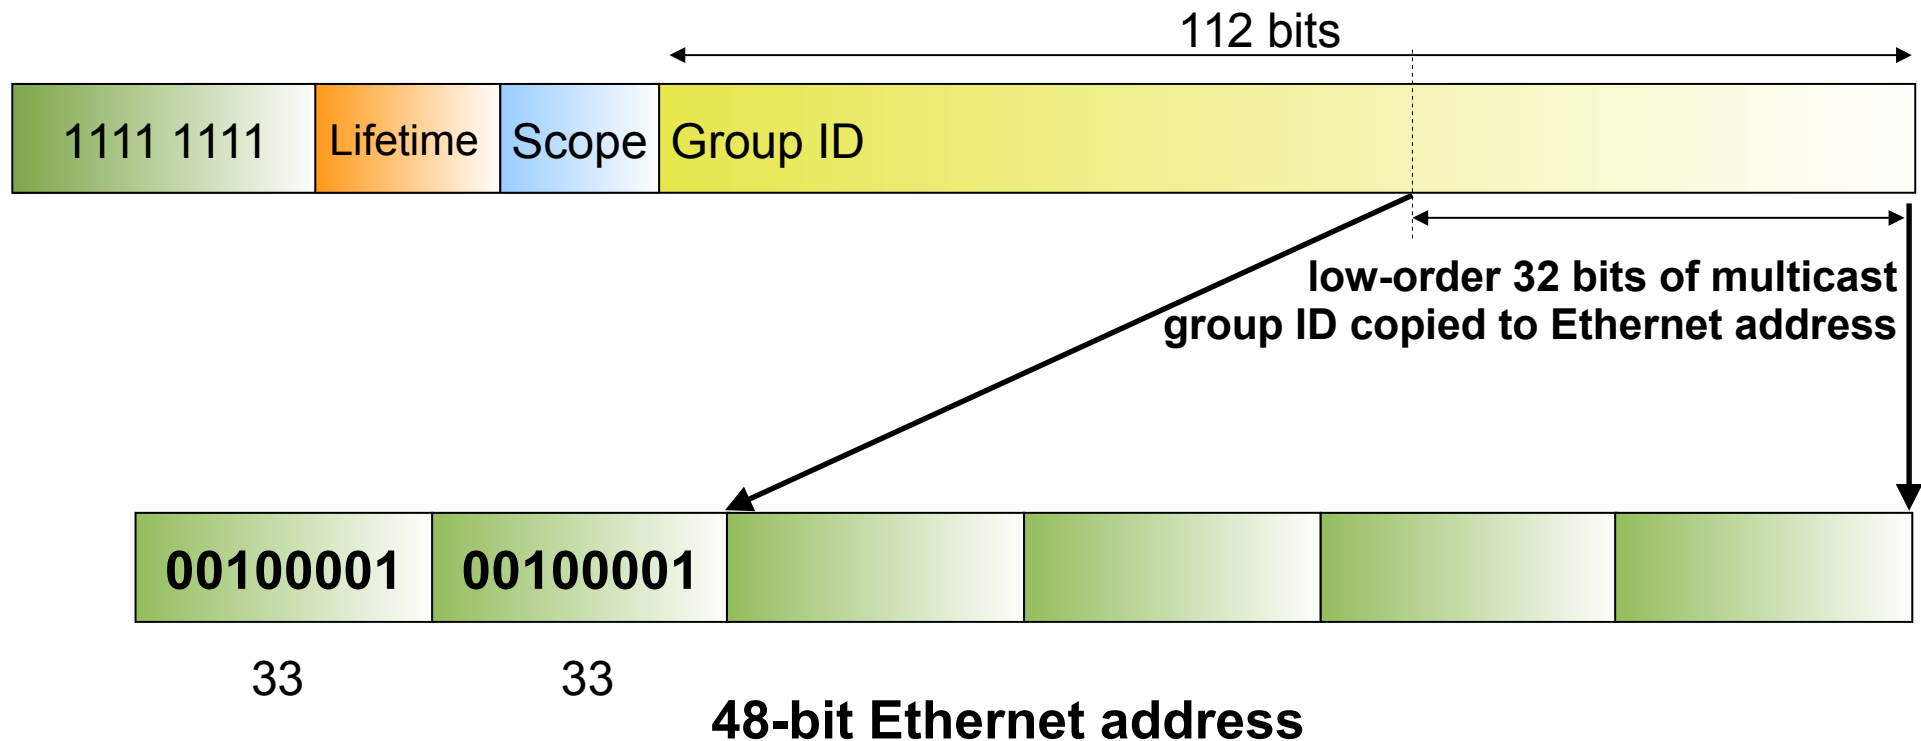 112 bits
1111 1111 Lifetime Scope Group ID
low-order 32 bits of multicast
group ID copied to Ethernet address
00100001 00100001
33 33
48-bit Ethernet address